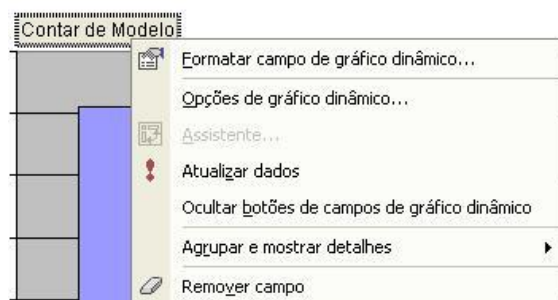 Contar de Modelo
Formatar campo de gráfico dinâmico...
Opções de gráfico dinâmico...
Assistente...
Atualizar dados
Ocultar botões de campos de gráfico dinâmico
Agrupar e mostrar detalhes
Remover campo